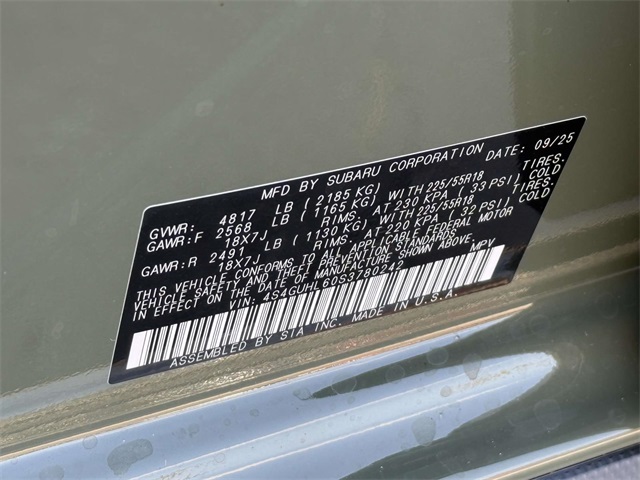 MFD BY SUBARU CORPORATION DATE: 09/25
GVWR: 4817 LB ( 2185 KG)
GAWR:F 2568 LB ( 1165 KG) WITH 225/55R18 TIRES.
18X7J RIMS. AT 230 KPA ( 33 PSI) COLD
GAWR:R 2491 LB ( 1130 KG) WITH 225/55R18 TIRES.
18X7J RIMS. AT 220 KPA ( 32 PSI) COLD
THIS VEHICLE CONFORMS TO ALL APPLICABLE FEDERAL MOTOR
VEHICLE SAFETY AND THEFT PREVENTION STANDARDS
IN EFFECT ON THE DATE OF MANUFACTURE SHOWN ABOVE.
VIN: 4S4GUHL60S3780242 MPV
ASSEMBLED BY SIA INC. MADE IN U.S.A.